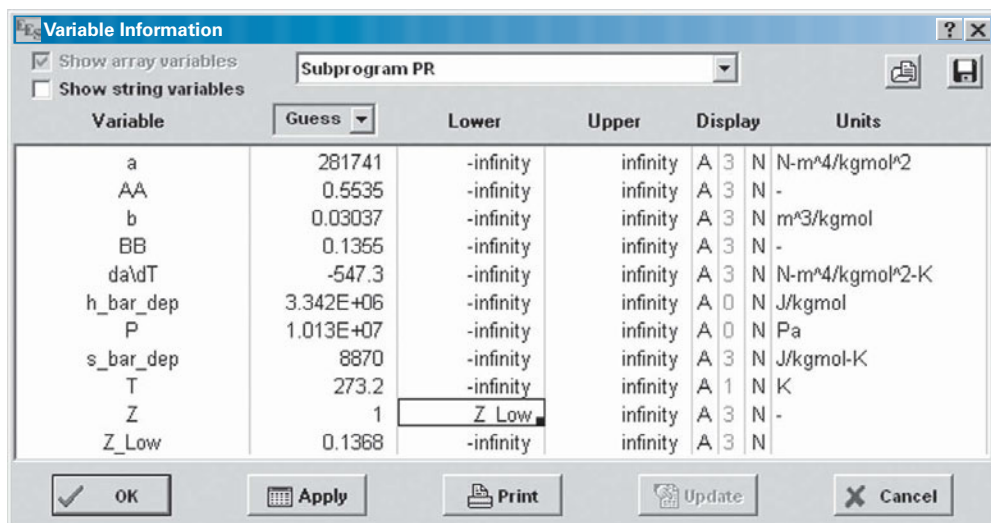 EES Variable Information
Show array variables
Show string variables
Subprogram PR
Variable Guess Lower Upper Display Units
a 281741 -infinity infinity A 3 N N-m^4/kgmol^2
AA 0.5535 -infinity infinity A 3 N -
b 0.03037 -infinity infinity A 3 N m^3/kgmol
BB 0.1355 -infinity infinity A 3 N -
da\dT -547.3 -infinity infinity A 3 N N-m^4/kgmol^2-K
h_bar_dep 3.342E+06 -infinity infinity A 0 N J/kgmol
P 1.013E+07 -infinity infinity A 0 N Pa
s_bar_dep 8870 -infinity infinity A 3 N J/kgmol-K
T 273.2 -infinity infinity A 1 N K
Z 1 Z_Low infinity A 3 N -
Z_Low 0.1368 -infinity infinity A 3 N
OK Apply Print Update Cancel